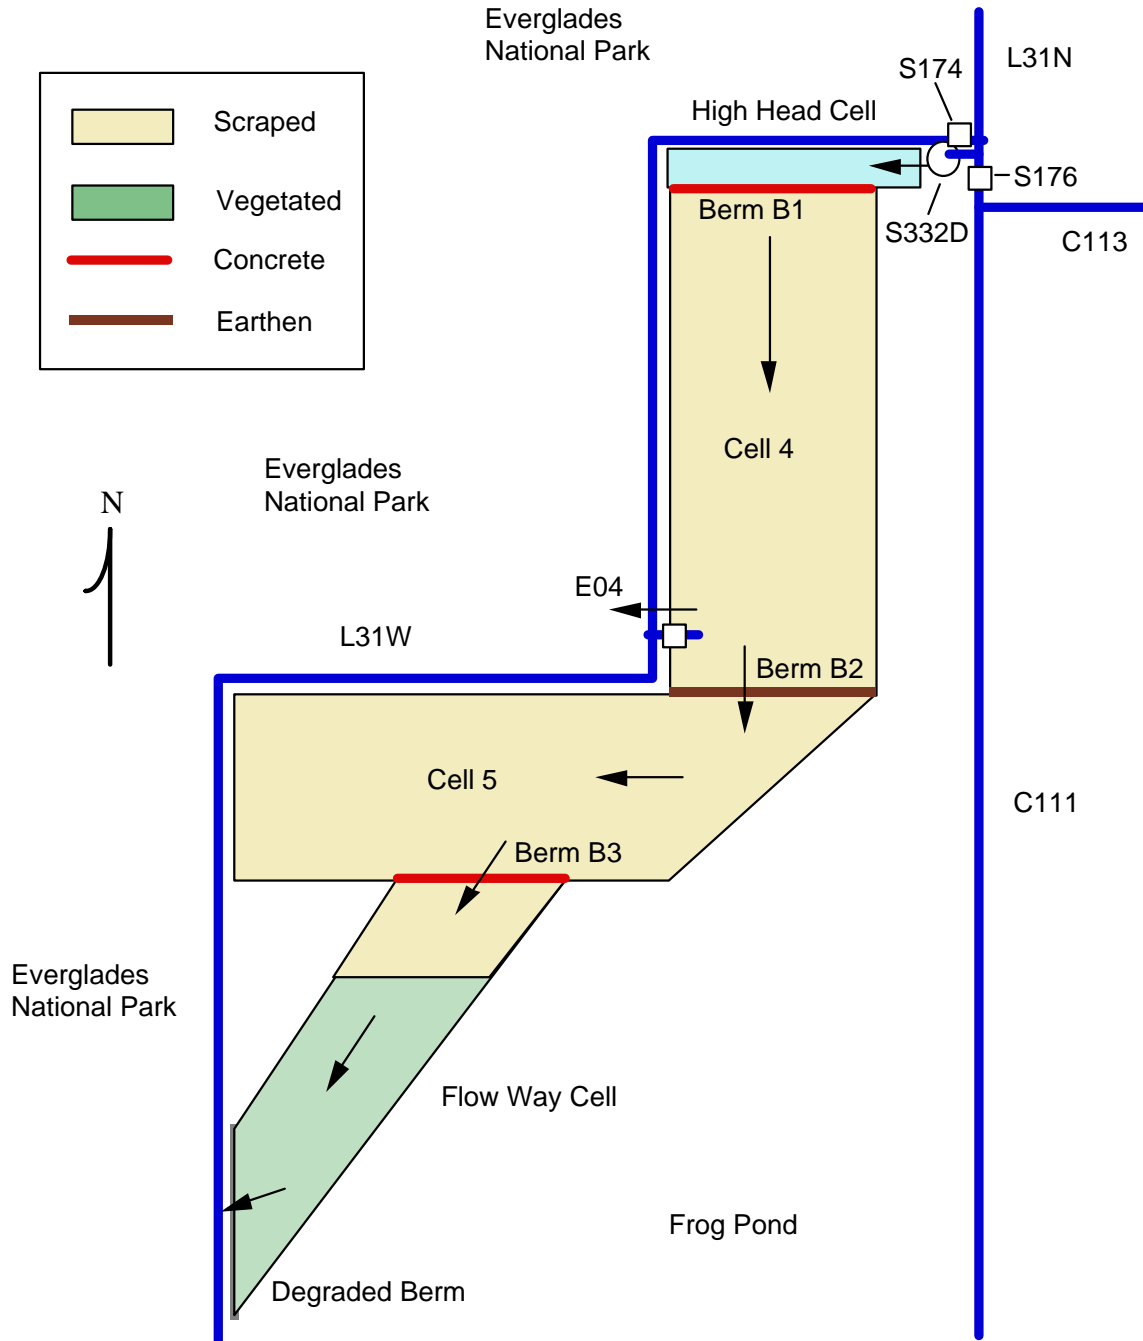 Everglades
National Park
L31N
S174
High Head Cell
Scraped
S176
Vegetated
Berm B1
S332D
C113
Concrete
Earthen
Cell 4
Everglades
National Park
N
E04
L31W
Berm B2
Cell 5
C111
Berm B3
Everglades
National Park
Flow Way Cell
Frog Pond
Degraded Berm